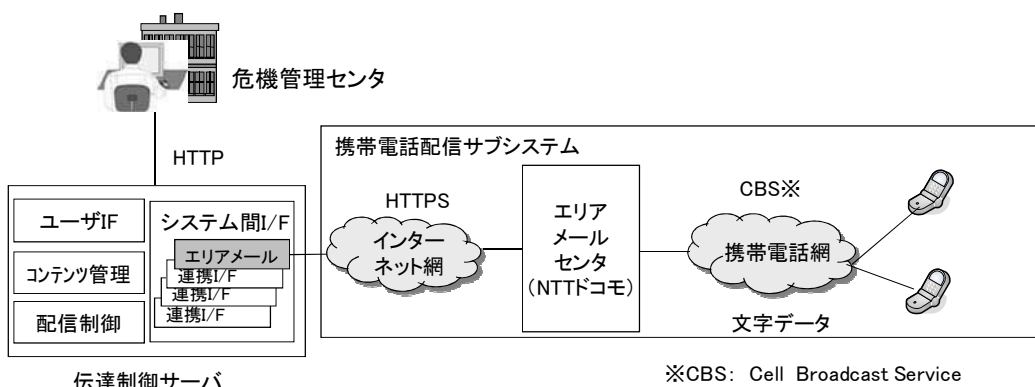 危機管理センタ
HTTP
携帯電話配信サブシステム
ユーザIF
コンテンツ管理
配信制御
システム間I/F
エリアメール
連携I/F
連携I/F
連携I/F
伝達制御サーバ
HTTPS
インター
ネット網
エリア
メール
センタ
(NTTドコモ)
CBS※
携帯電話網
文字データ
※CBS: Cell Broadcast Service